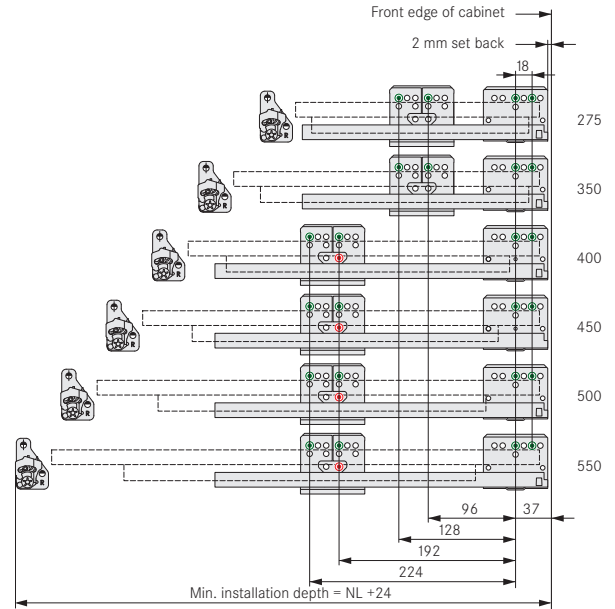 Front edge of cabinet
2 mm set back
18
275
350
R
400
R
450
R
500
R
550
R
96
37
128
192
224
Min. installation depth = NL +24